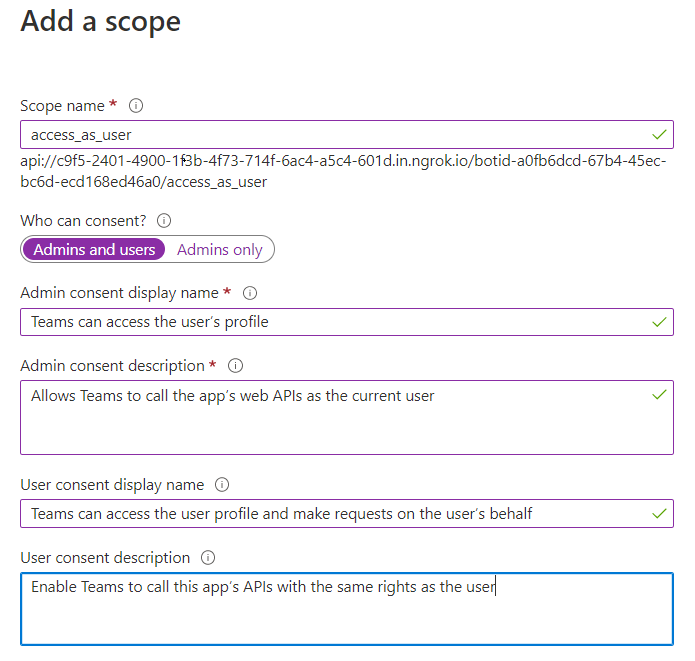 Add a scope
Scope name *
access_as_user
api://c9f5-2401-4900-1f3b-4f73-714f-6ac4-a5c4-601d.in.ngrok.io/botid-a0fb6dcd-67b4-45ec-
bc6d-ecd168ed46a0/access_as_user
Who can consent?
Admins and users Admins only
Admin consent display name *
Teams can access the user’s profile
Admin consent description *
Allows Teams to call the app’s web APIs as the current user
User consent display name
Teams can access the user profile and make requests on the user’s behalf
User consent description
Enable Teams to call this app’s APIs with the same rights as the user